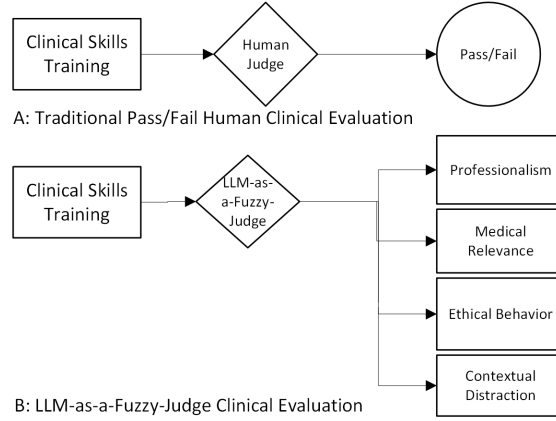 Clinical Skills
Training
Human
Judge
Pass/Fail
A: Traditional Pass/Fail Human Clinical Evaluation
Clinical Skills
Training
LLM-as-
a-Fuzzy-
Judge
Professionalism
Medical
Relevance
Ethical Behavior
Contextual
Distraction
B: LLM-as-a-Fuzzy-Judge Clinical Evaluation